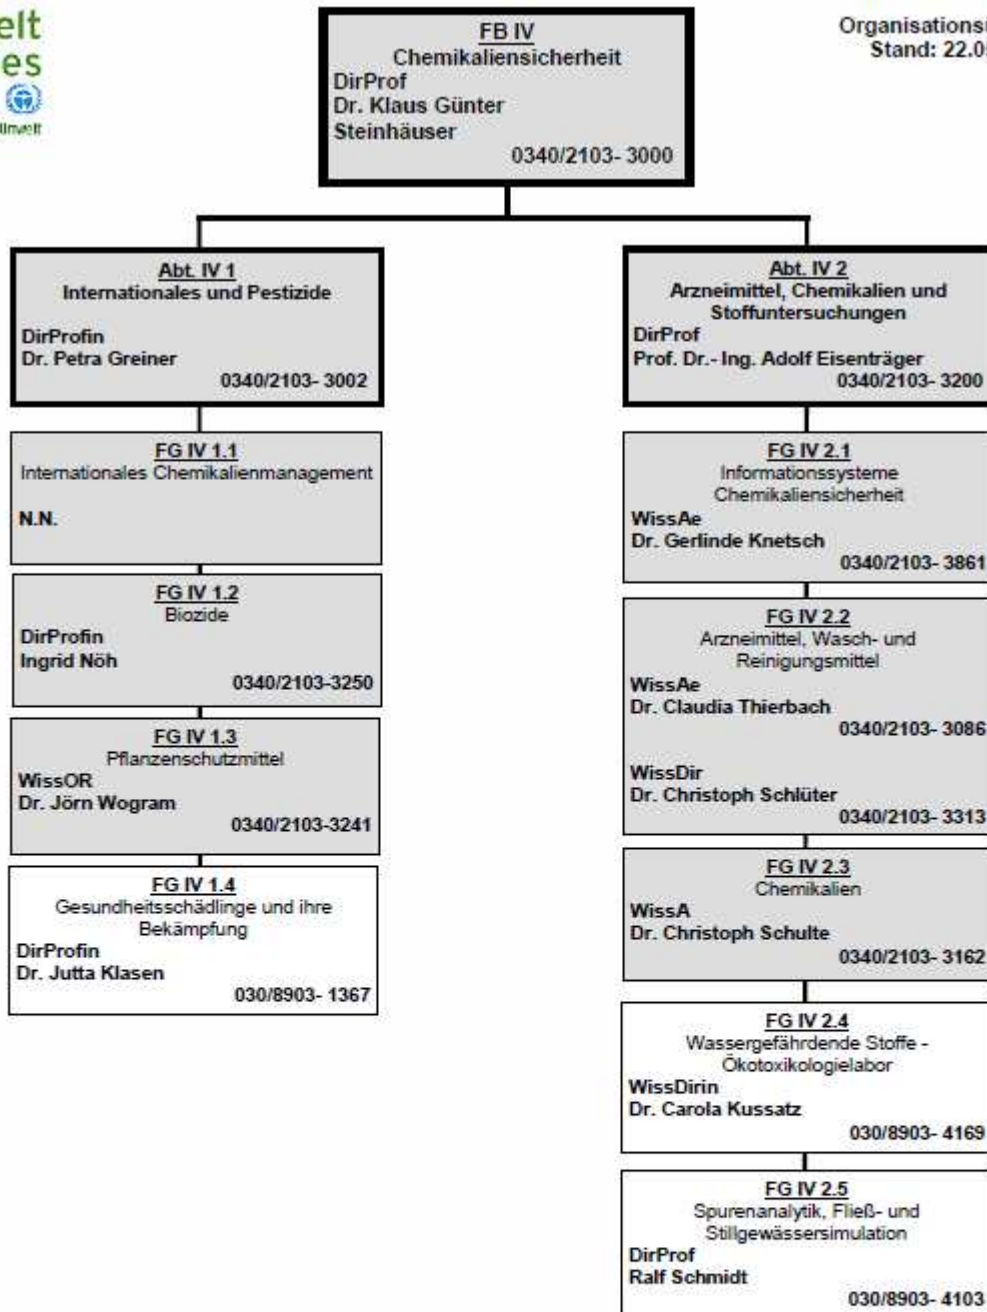 elt
es
Umwelt
Organisationsu
Stand: 22.0
FB IV
Chemikaliensicherheit
DirProf
Dr. Klaus Günter
Steinhäuser
0340/2103- 3000
Abt. IV 1
Internationales und Pestizide
DirProfin
Dr. Petra Greiner
0340/2103- 3002
FG IV 1.1
Internationales Chemikalienmanagement
N.N.
FG IV 1.2
Biozide
DirProfin
Ingrid Nöh
0340/2103-3250
FG IV 1.3
Pflanzenschutzmittel
WissOR
Dr. Jörn Wogram
0340/2103-3241
FG IV 1.4
Gesundheitsschädlinge und ihre
Bekämpfung
DirProfin
Dr. Jutta Klasen
030/8903- 1367
Abt. IV 2
Arzneimittel, Chemikalien und
Stoffuntersuchungen
DirProf
Prof. Dr.- Ing. Adolf Eisenträger
0340/2103- 3200
FG IV 2.1
Informationssysteme
Chemikaliensicherheit
WissAe
Dr. Gerlinde Knetsch
0340/2103- 3861
FG IV 2.2
Arzneimittel, Wasch- und
Reinigungsmittel
WissAe
Dr. Claudia Thierbach
0340/2103- 3086
WissDir
Dr. Christoph Schlüter
0340/2103- 3313
FG IV 2.3
Chemikalien
WissA
Dr. Christoph Schulte
0340/2103- 3162
FG IV 2.4
Wassergefährdende Stoffe -
Ökotoxikologielabor
WissDirin
Dr. Carola Kussatz
030/8903- 4169
FG IV 2.5
Spurenanalytik, Fließ- und
Stillgewässersimulation
DirProf
Ralf Schmidt
030/8903- 4103